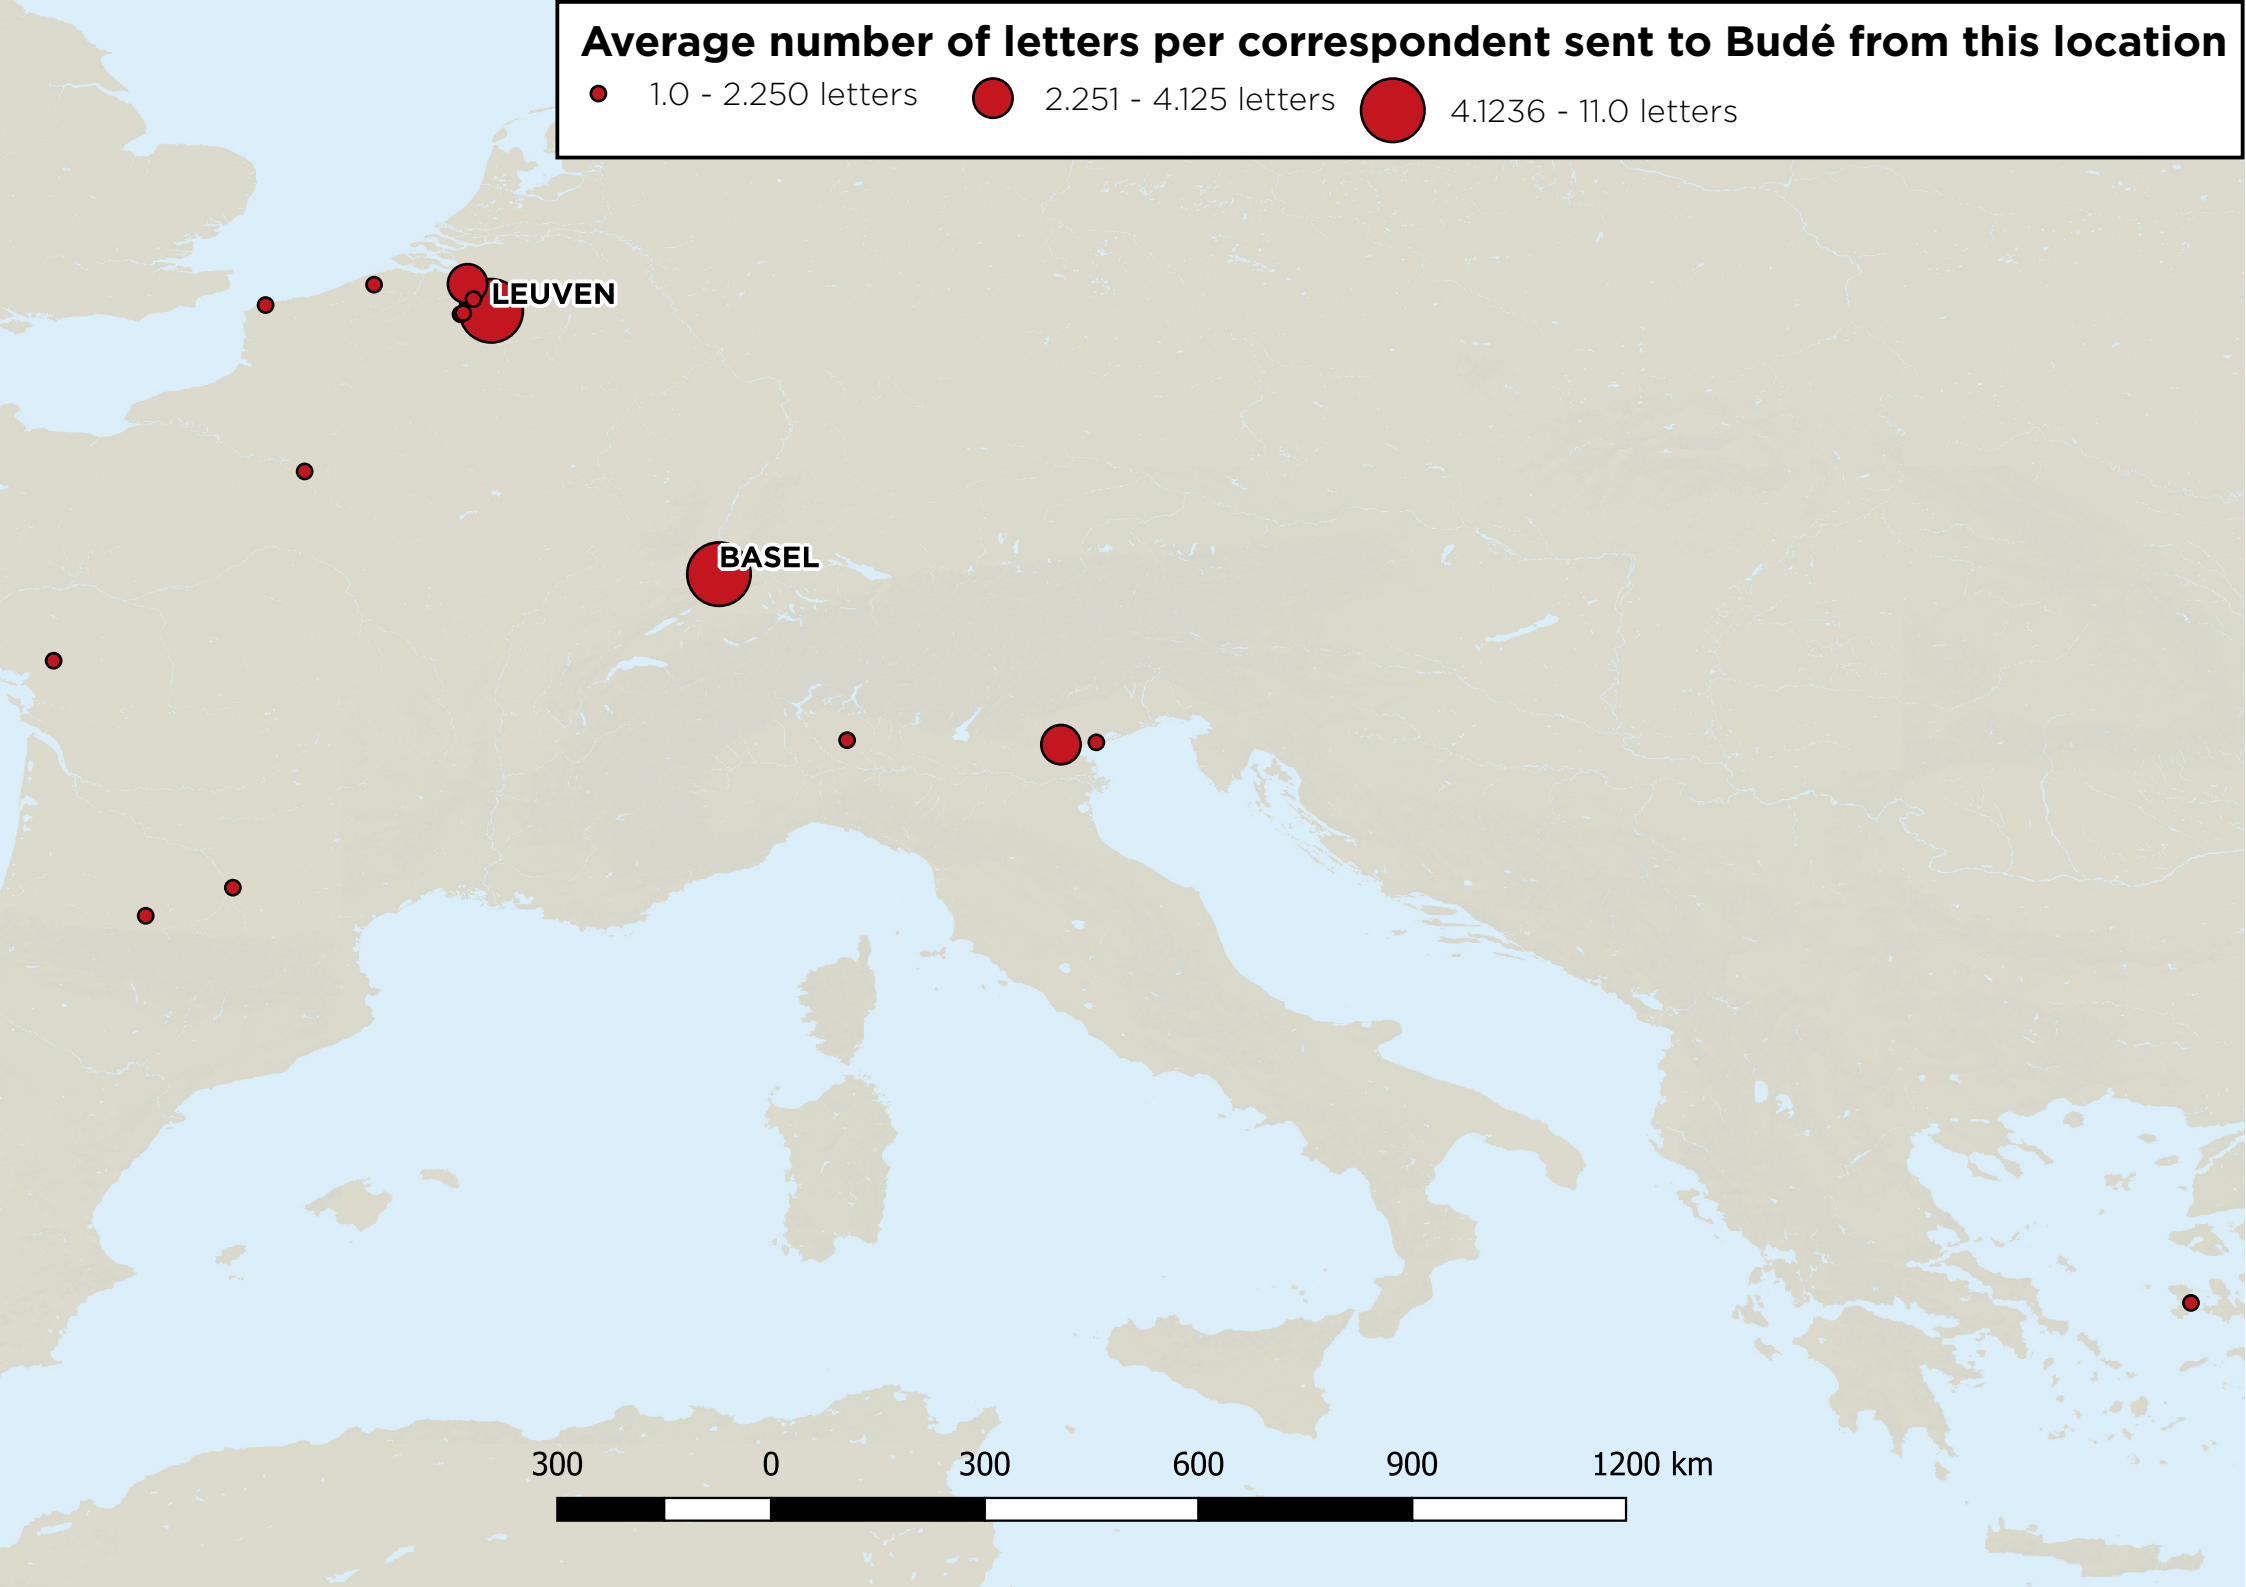 Average number of letters per correspondent sent to Budé from this location
1.0 - 2.250 letters 2.251 - 4.125 letters 4.1236 - 11.0 letters
LEUVEN
BASEL
300 0 300 600 900 1200 km